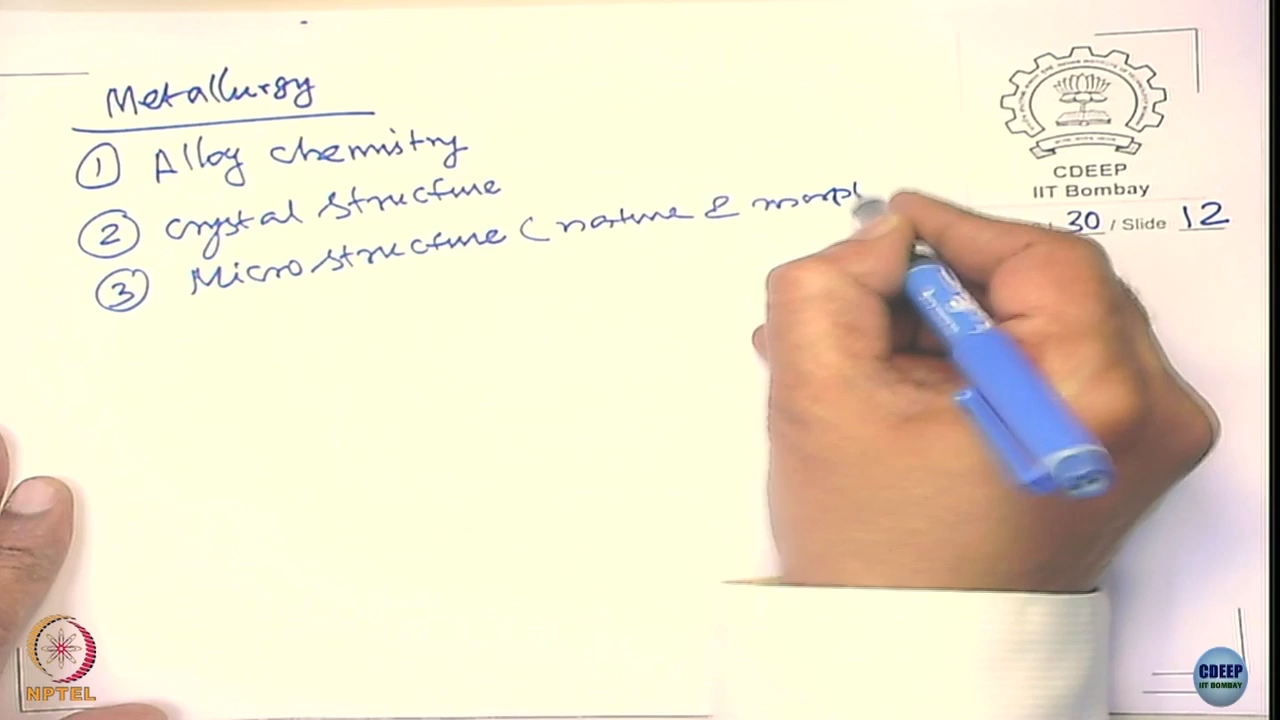 Metallurgy
① Alloy chemistry
② Crystal structure
③ Microstructure (nature & morph
CDEEP
IIT Bombay
30 / Slide 12
NPTEL
CDEEP
IIT BOMBAY